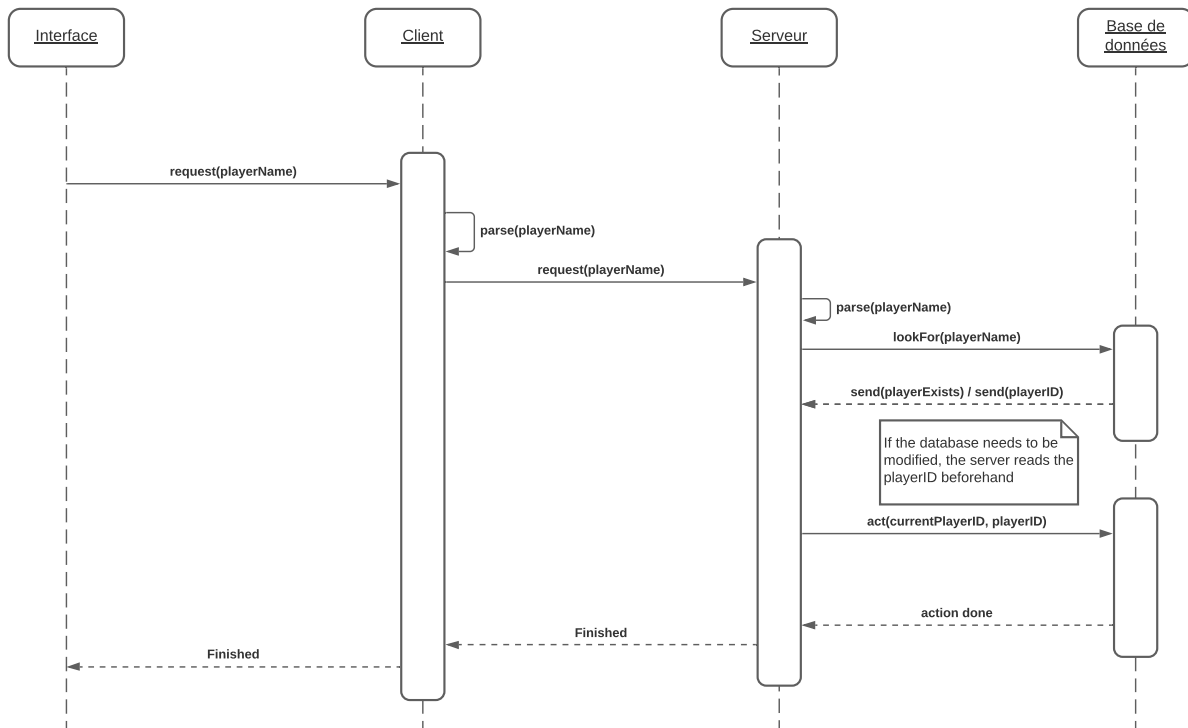 Interface
Client
Serveur
Base de
données
request(playerName)
parse(playerName)
request(playerName)
parse(playerName)
lookFor(playerName)
send(playerExists) / send(playerID)
If the database needs to be
modified, the server reads the
playerID beforehand
act(currentPlayerID, playerID)
action done
Finished
Finished